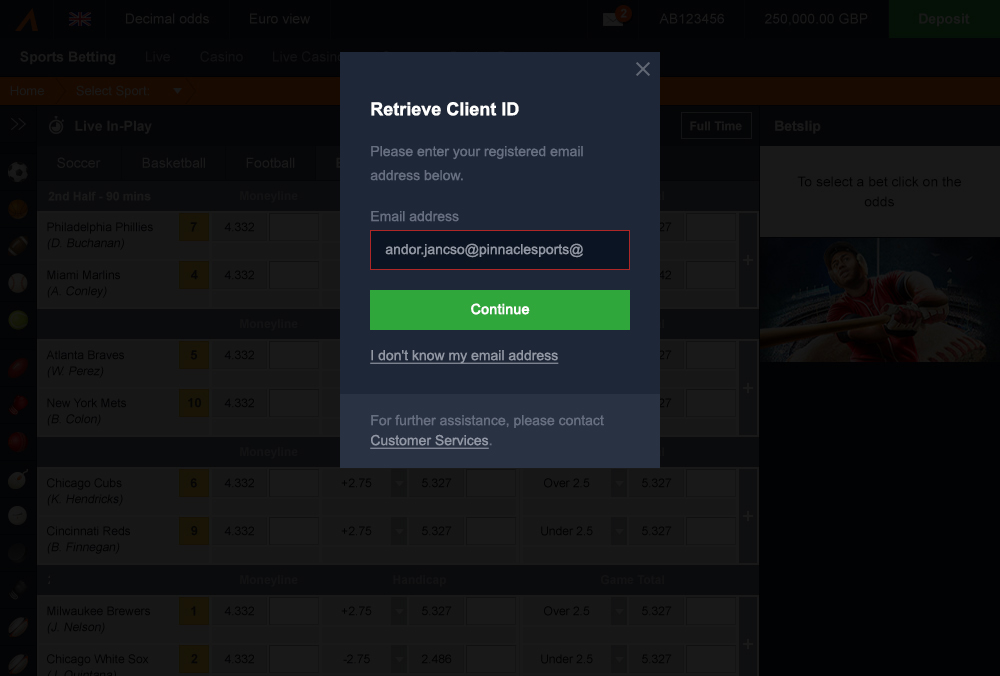 Decimal odds
Euro view
2
AB123456
250,000.00 GBP
Deposit
Sports Betting
Live
Casino
Live Casin
Home
Select Sport:
Live In-Play
Full Time
Betslip
Soccer
Basketball
Football
To select a bet click on the
odds
2nd Half - 90 mins
Moneyline
Philadelphia Phillies
(D. Buchanan)
7
4.332
Miami Marlins
(A. Conley)
4
4.332
Moneyline
Atlanta Braves
(W. Perez)
5
4.332
New York Mets
(B. Colon)
10
4.332
Moneyline
Chicago Cubs
(K. Hendricks)
6
4.332
+2.75
5.327
Over 2.5
5.327
Cincinnati Reds
(B. Finnegan)
9
4.332
+2.75
5.327
Under 2.5
5.327
Moneyline
Handicap
Game Total
Milwaukee Brewers
(J. Nelson)
1
4.332
+2.75
5.327
Over 2.5
5.327
Chicago White Sox
2
4.332
-2.75
2.486
Under 2.5
5.327
Retrieve Client ID
Please enter your registered email
address below.
Email address
andor.jancso@pinnaclesports@
Continue
I don't know my email address
For further assistance, please contact
Customer Services.